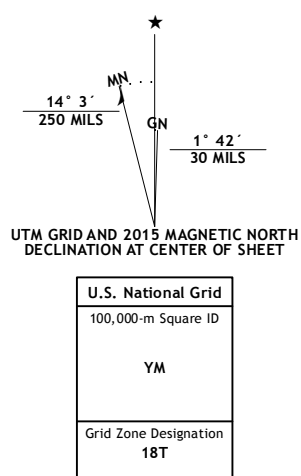 ★
MN
GN
14° 3´
250 MILS
1° 42´
30 MILS
UTM GRID AND 2015 MAGNETIC NORTH
DECLINATION AT CENTER OF SHEET
U.S. National Grid
100,000-m Square ID
YM
Grid Zone Designation
18T